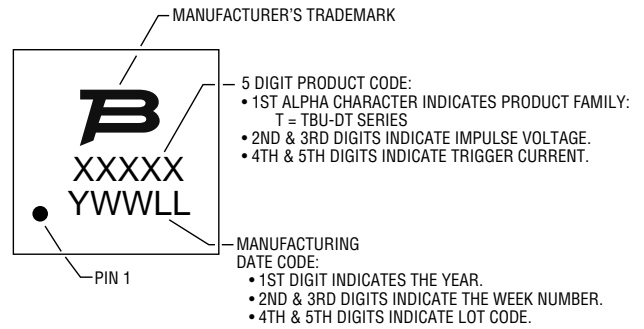 MANUFACTURER'S TRADEMARK
5 DIGIT PRODUCT CODE:
• 1ST ALPHA CHARACTER INDICATES PRODUCT FAMILY:
T = TBU-DT SERIES
• 2ND & 3RD DIGITS INDICATE IMPULSE VOLTAGE.
• 4TH & 5TH DIGITS INDICATE TRIGGER CURRENT.
XXXXX
YWWLL
MANUFACTURING
DATE CODE:
• 1ST DIGIT INDICATES THE YEAR.
• 2ND & 3RD DIGITS INDICATE THE WEEK NUMBER.
• 4TH & 5TH DIGITS INDICATE LOT CODE.
PIN 1